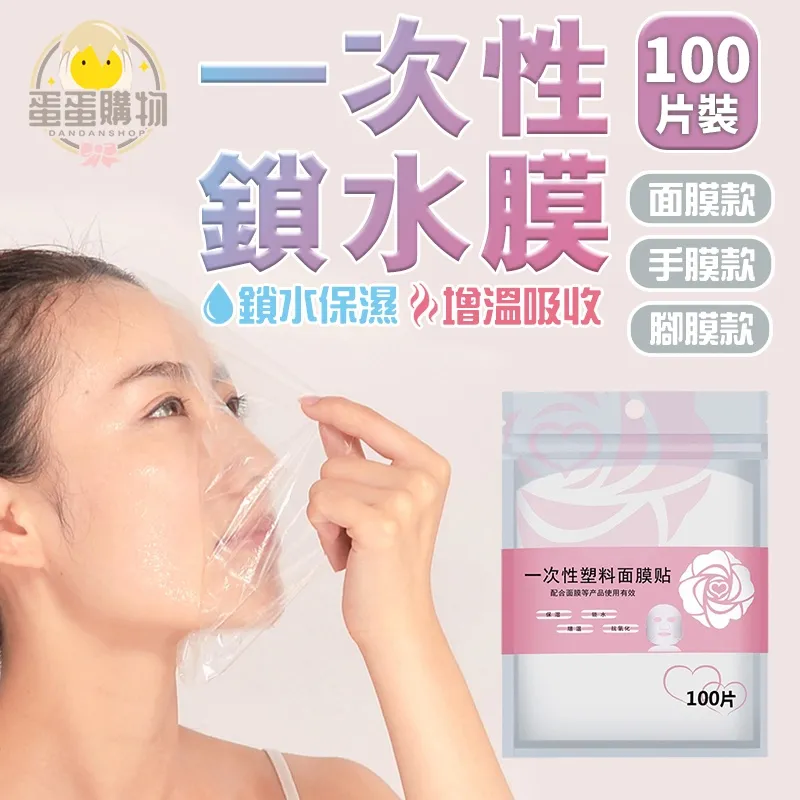 蛋蛋購物
DANDANSHOP
一次性
鎖水膜
100
片裝
面膜款
手膜款
腳膜款
鎖水保濕 增溫吸收
一次性塑料面膜贴
配合面膜等产品使用有效
保湿 锁水
增温 抗氧化
100片